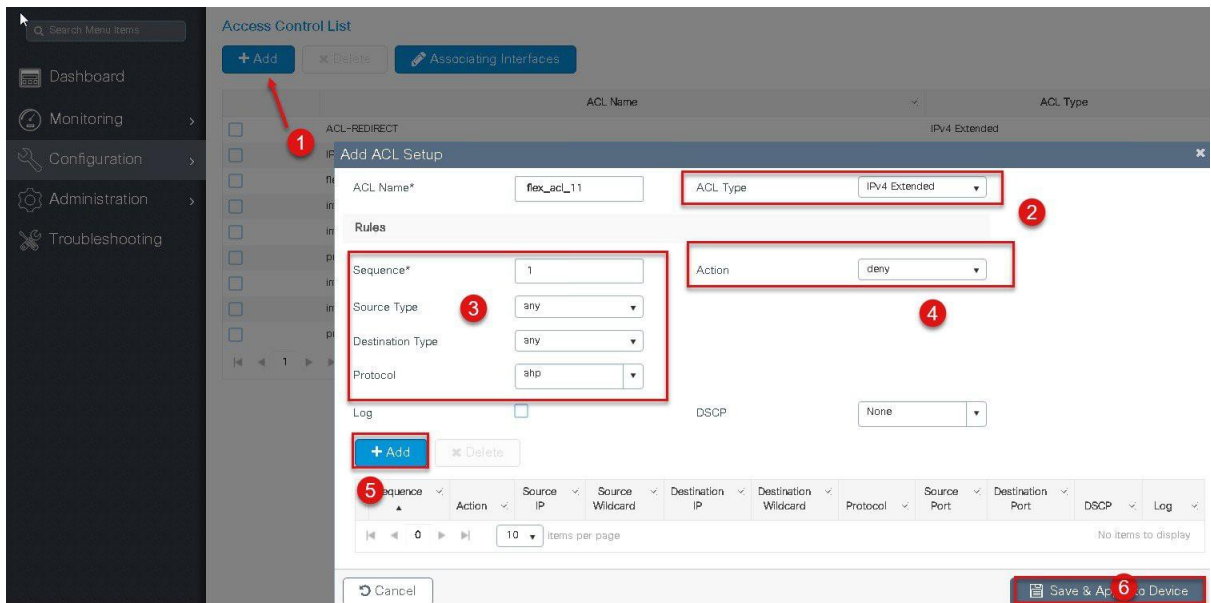 Search Menu Items
Dashboard
Monitoring
Configuration
Administration
Troubleshooting
Access Control List
+ Add
Delete
Associating Interfaces
ACL Name
ACL Type
1
ACL-REDIRECT
IPv4 Extended
Add ACL Setup
ACL Name*
flex_acl_11
ACL Type
IPv4 Extended
2
Rules
Sequence*
1
Action
deny
Source Type
3
any
4
Destination Type
any
Protocol
ahp
1
Log
DSCP
None
+ Add
Delete
5
Action
Source IP
Source Wildcard
Destination IP
Destination Wildcard
Protocol
Source Port
Destination Port
DSCP
Log
0
10
items per page
No items to display
Cancel
6
Save &
Device